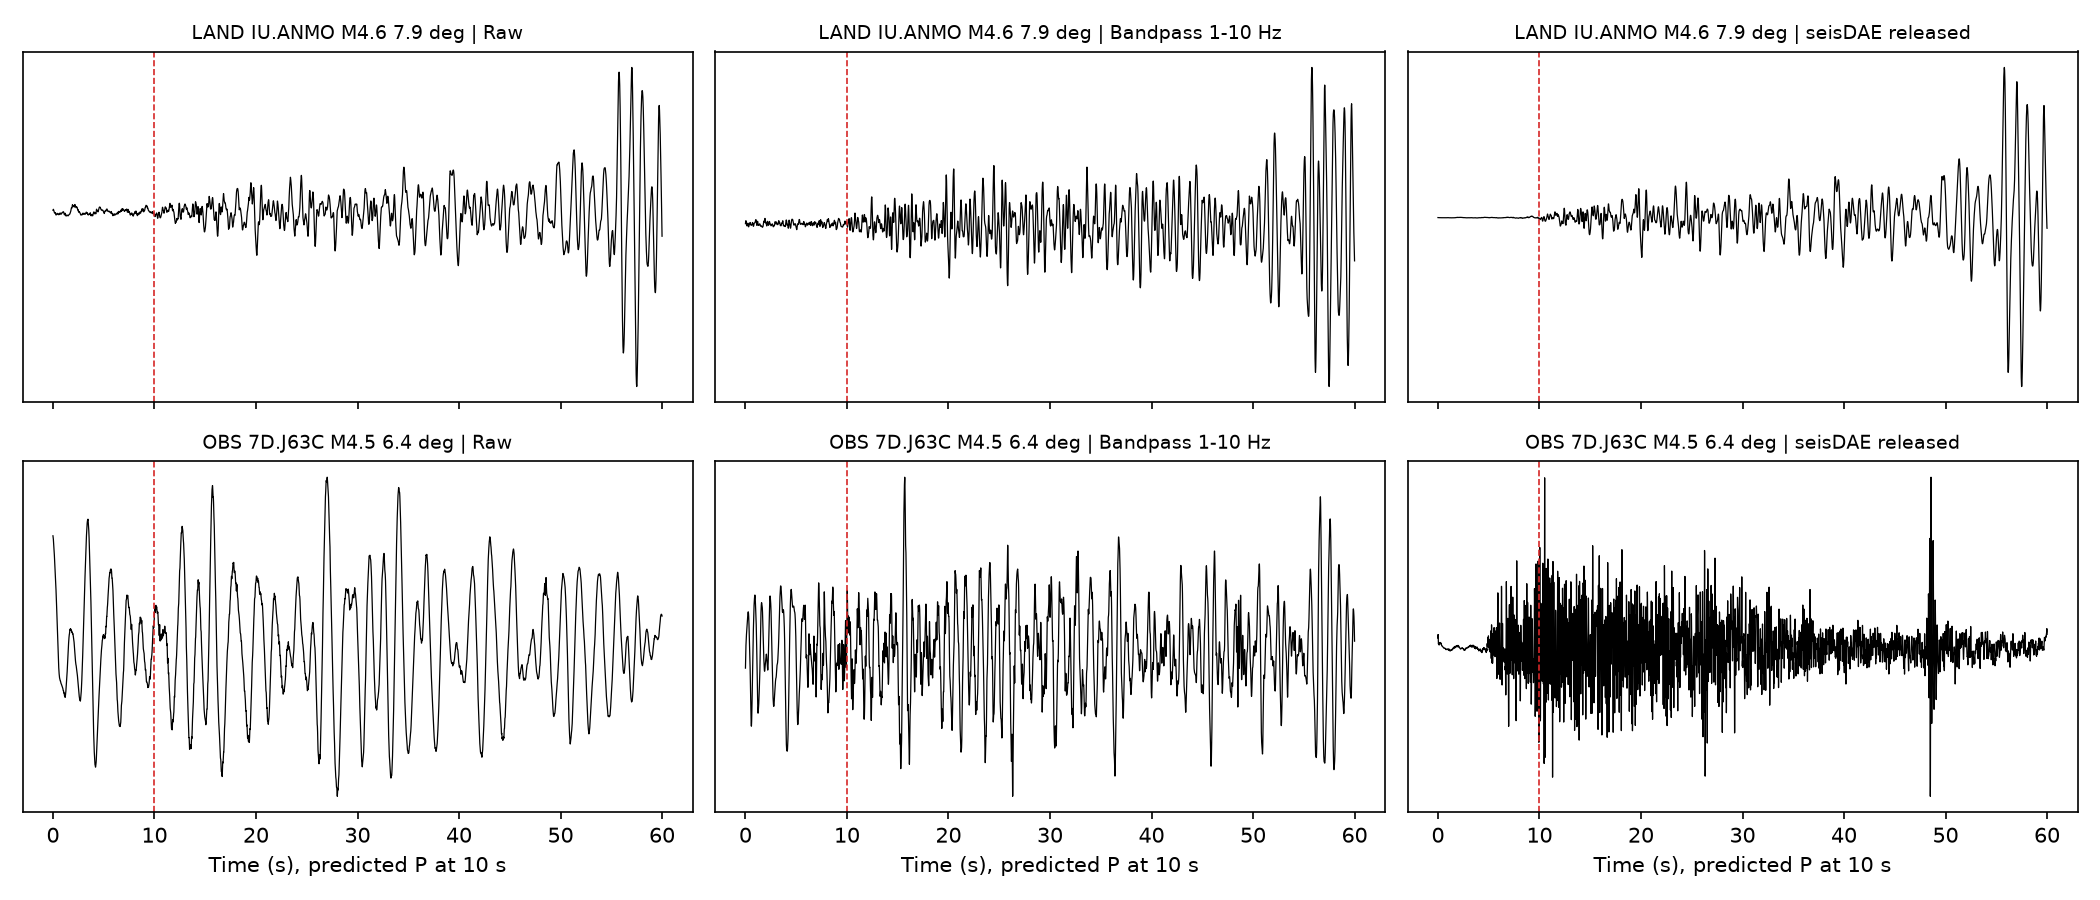 LAND IU.ANMO M4.6 7.9 deg | Raw
LAND IU.ANMO M4.6 7.9 deg | Bandpass 1-10 Hz
LAND IU.ANMO M4.6 7.9 deg | seisDAE released
OBS 7D.J63C M4.5 6.4 deg | Raw
OBS 7D.J63C M4.5 6.4 deg | Bandpass 1-10 Hz
OBS 7D.J63C M4.5 6.4 deg | seisDAE released
0 10 20 30 40 50 60
0 10 20 30 40 50 60
0 10 20 30 40 50 60
Time (s), predicted P at 10 s
Time (s), predicted P at 10 s
Time (s), predicted P at 10 s